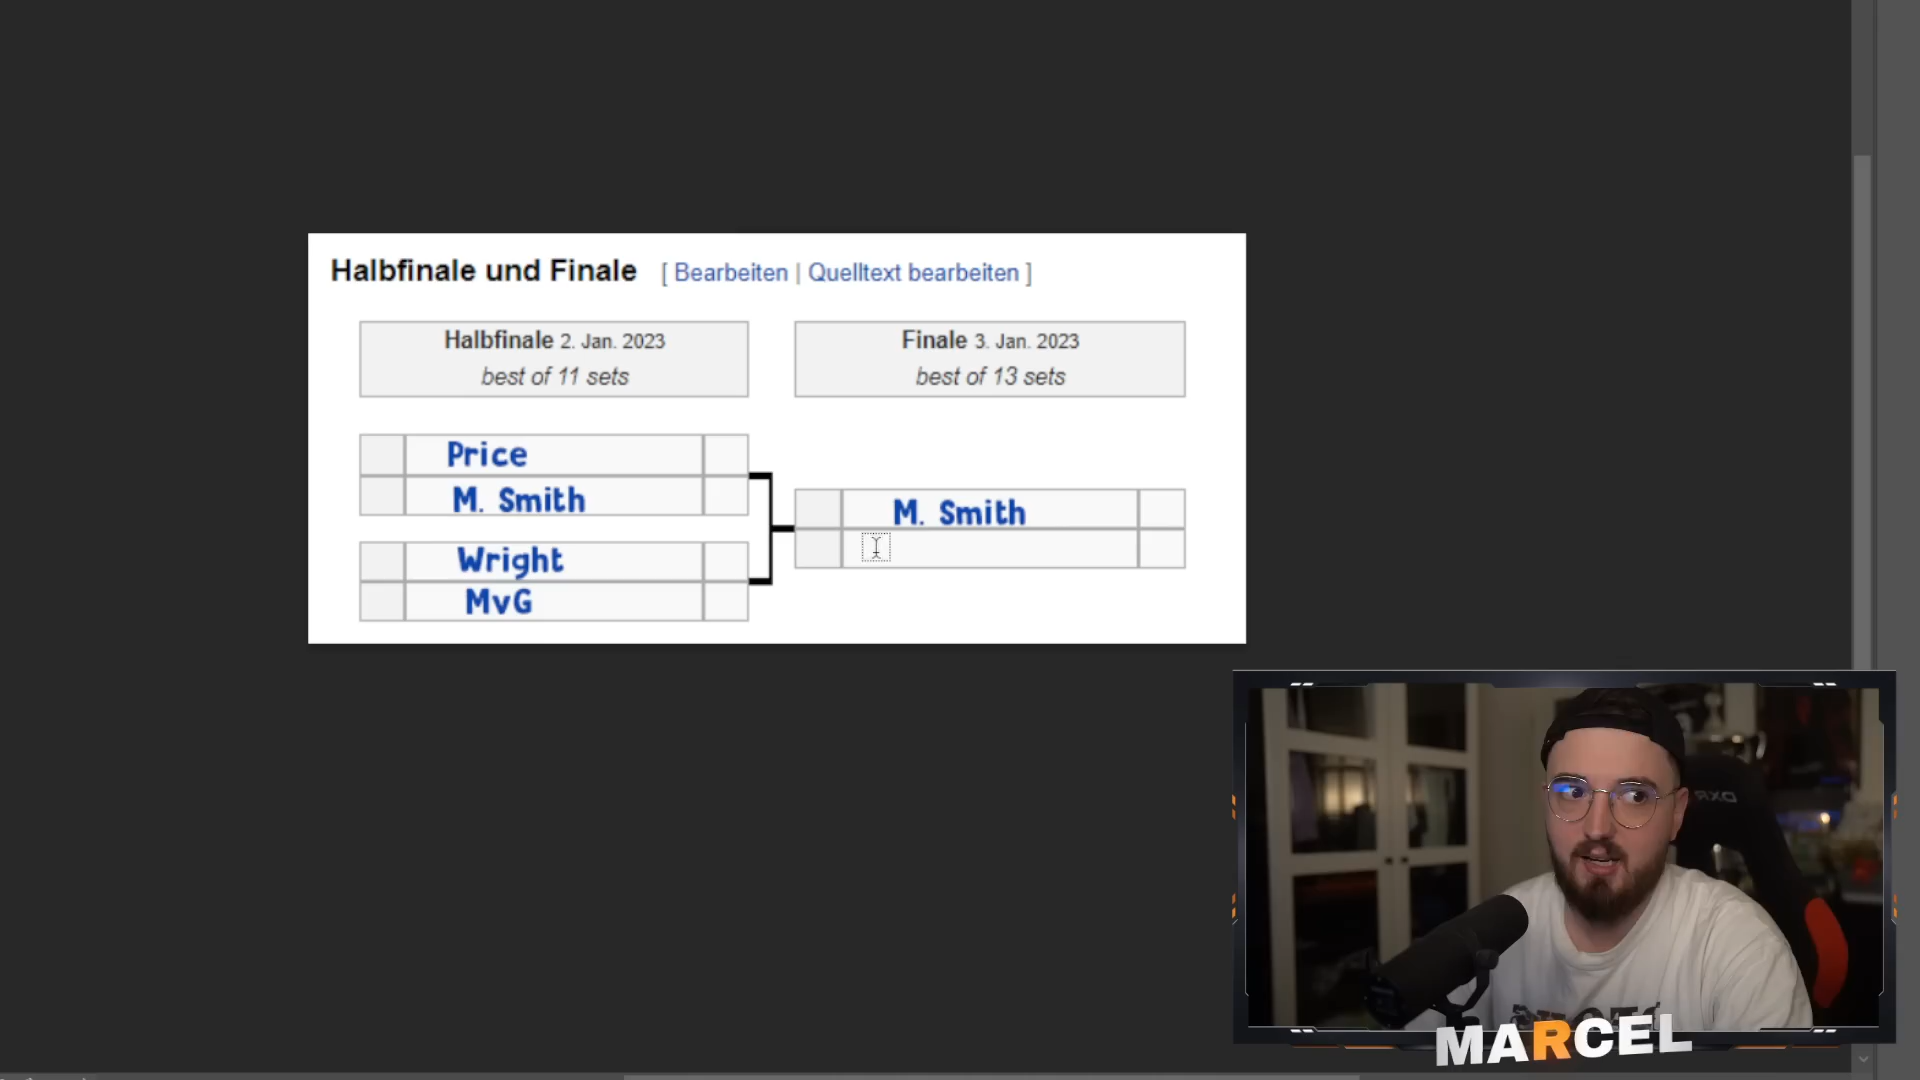 Halbfinale und Finale [ Bearbeiten | Quelltext bearbeiten ]
Halbfinale 2. Jan. 2023
best of 11 sets
Finale 3. Jan. 2023
best of 13 sets
Price
M. Smith
Wright
MvG
M. Smith
DXR
MARCEL